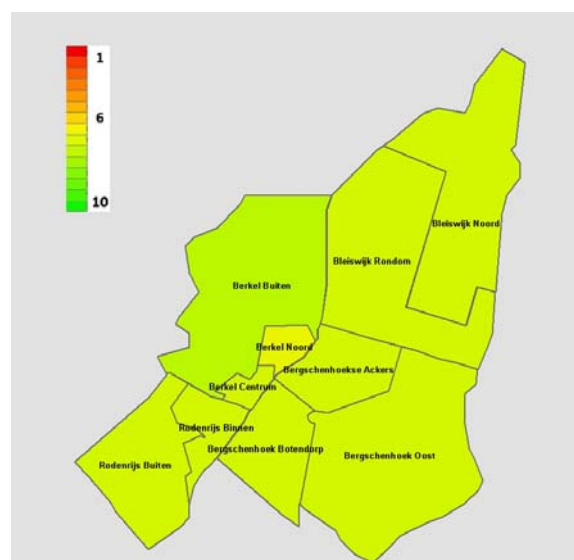 1
6
10
Bleiswijk Noord
Bleiswijk Rondom
Berkel Buiten
Berkel Noord
Bergschenhoekse Ackers
Berkel Centrum
Rodenrijs Binnen
Bergschenhoek Botendorp
Bergschenhoek Oost
Rodenrijs Buiten